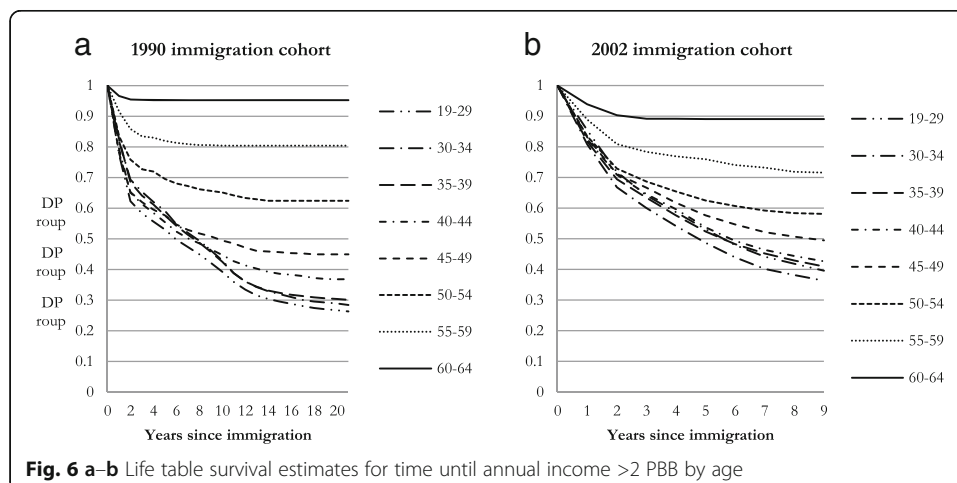 a
1990 immigration cohort
1
0.9
0.8
0.7
0.6
0.5
0.4
0.3
0.2
0.1
0
DP
roup
DP
roup
DP
roup
0 2 4 6 8 10 12 14 16 18 20
Years since immigration
19-29
30-34
35-39
40-44
45-49
50-54
55-59
60-64
b
2002 immigration cohort
1
0.9
0.8
0.7
0.6
0.5
0.4
0.3
0.2
0.1
0
0 1 2 3 4 5 6 7 8 9
Years since immigration
19-29
30-34
35-39
40-44
45-49
50-54
55-59
60-64
Fig. 6 a–b Life table survival estimates for time until annual income >2 PBB by age